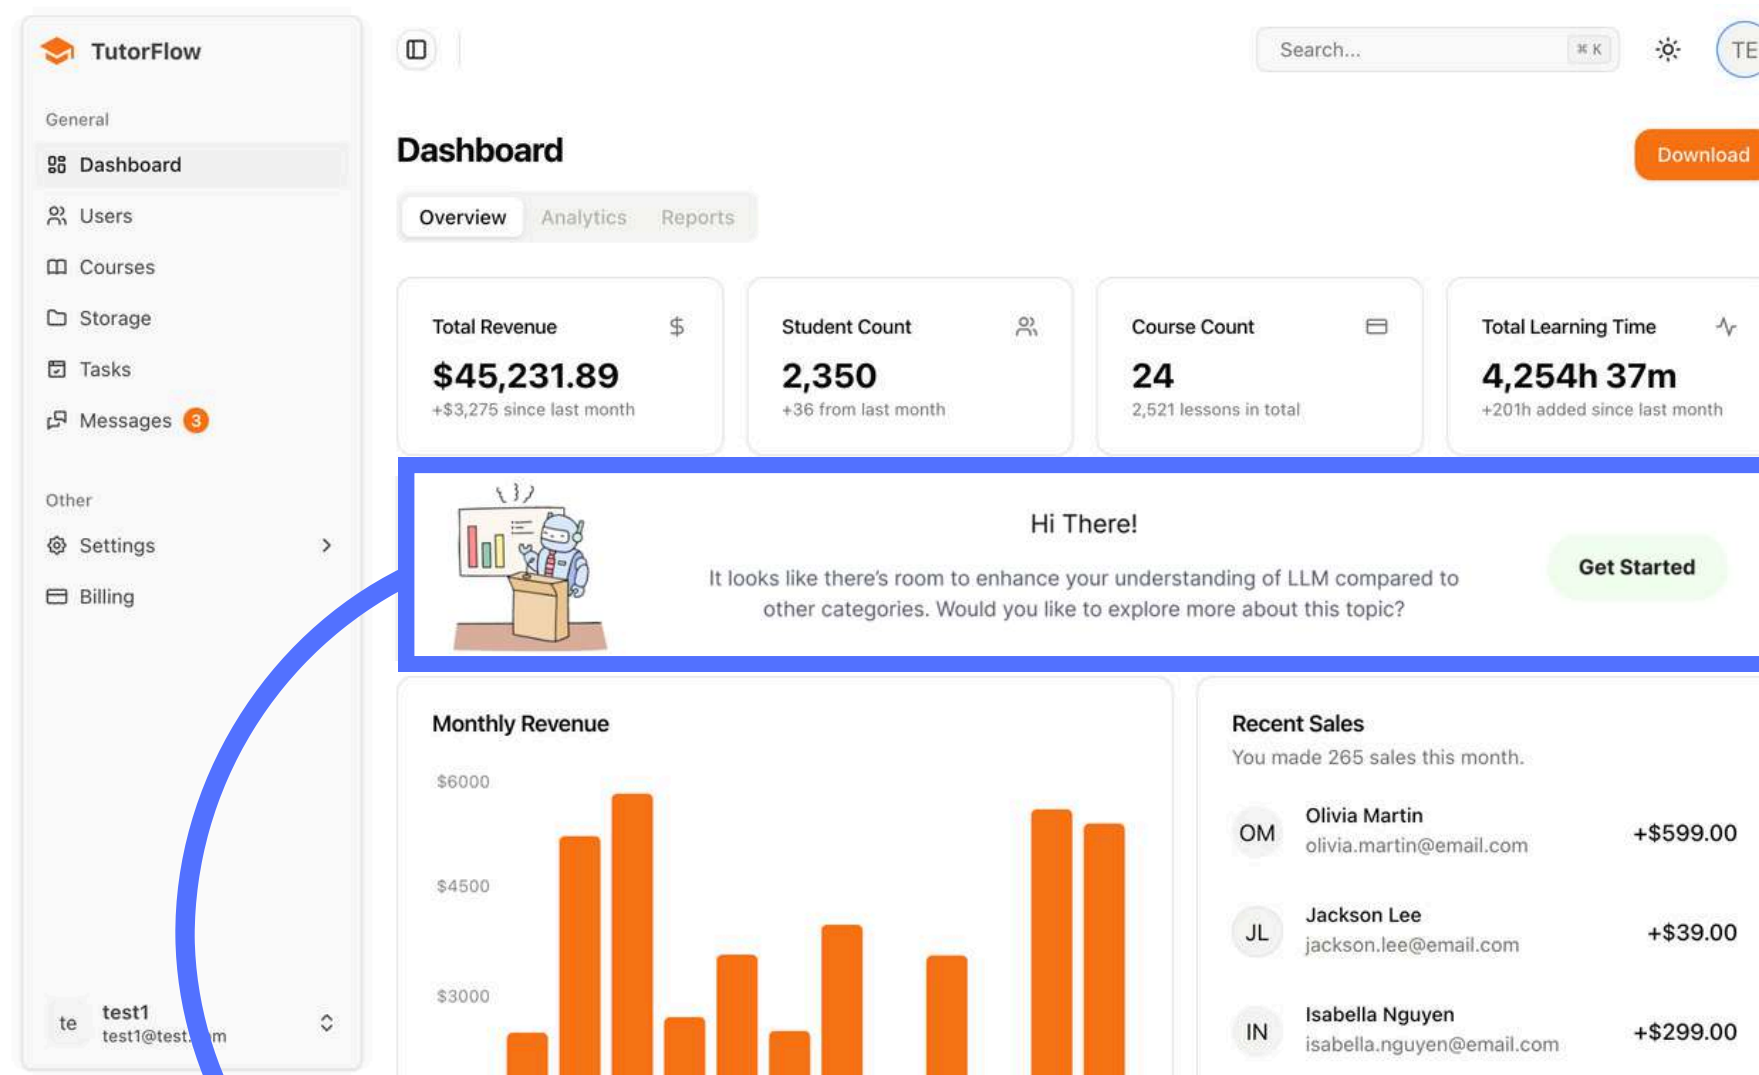 TutorFlow
General
Dashboard
Users
Courses
Storage
Tasks
Messages 3
Other
Settings
Billing
te
test1
test1@test.
m
Search...
⌘ K
TE
Dashboard
Download
Overview
Analytics
Reports
Total Revenue
$
$45,231.89
+$3,275 since last month
Student Count
2,350
+36 from last month
Course Count
24
2,521 lessons in total
Total Learning Time
4,254h 37m
+201h added since last month
Hi There!
It looks like there's room to enhance your understanding of LLM compared to
other categories. Would you like to explore more about this topic?
Get Started
Monthly Revenue
$6000
$4500
$3000
Recent Sales
You made 265 sales this month.
OM
Olivia Martin
olivia.martin@email.com
+$599.00
JL
Jackson Lee
jackson.lee@email.com
+$39.00
IN
Isabella Nguyen
isabella.nguyen@email.com
+$299.00